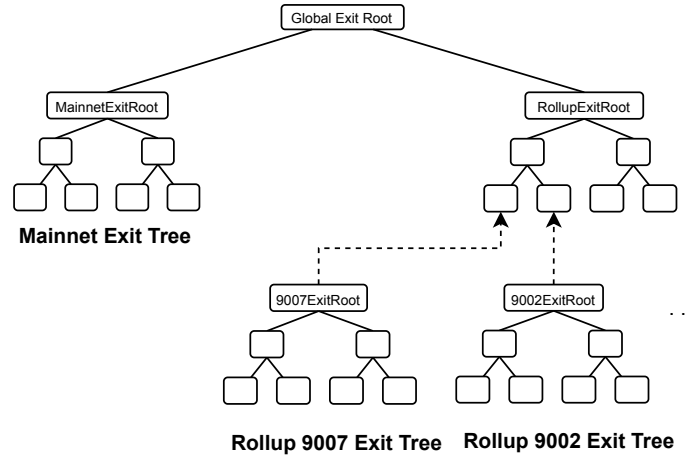 Global Exit Root
MainnetExitRoot
RollupExitRoot
Mainnet Exit Tree
9007ExitRoot
9002ExitRoot
. .
Rollup 9007 Exit Tree
Rollup 9002 Exit Tree